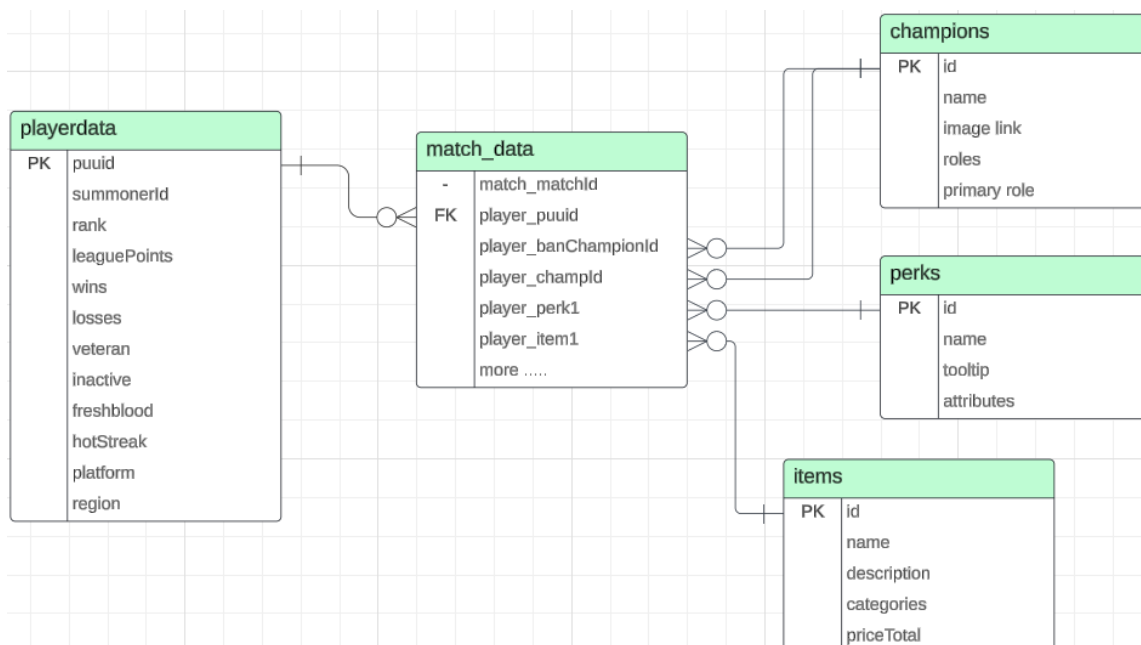 playerdata
PK puuid
summonerId
rank
leaguePoints
wins
losses
veteran
inactive
freshblood
hotStreak
platform
region
match_data
- match_matchId
FK player_puuid
player_banChampionId
player_champId
player_perk1
player_item1
more .....
champions
PK id
name
image link
roles
primary role
perks
PK id
name
tooltip
attributes
items
PK id
name
description
categories
priceTotal